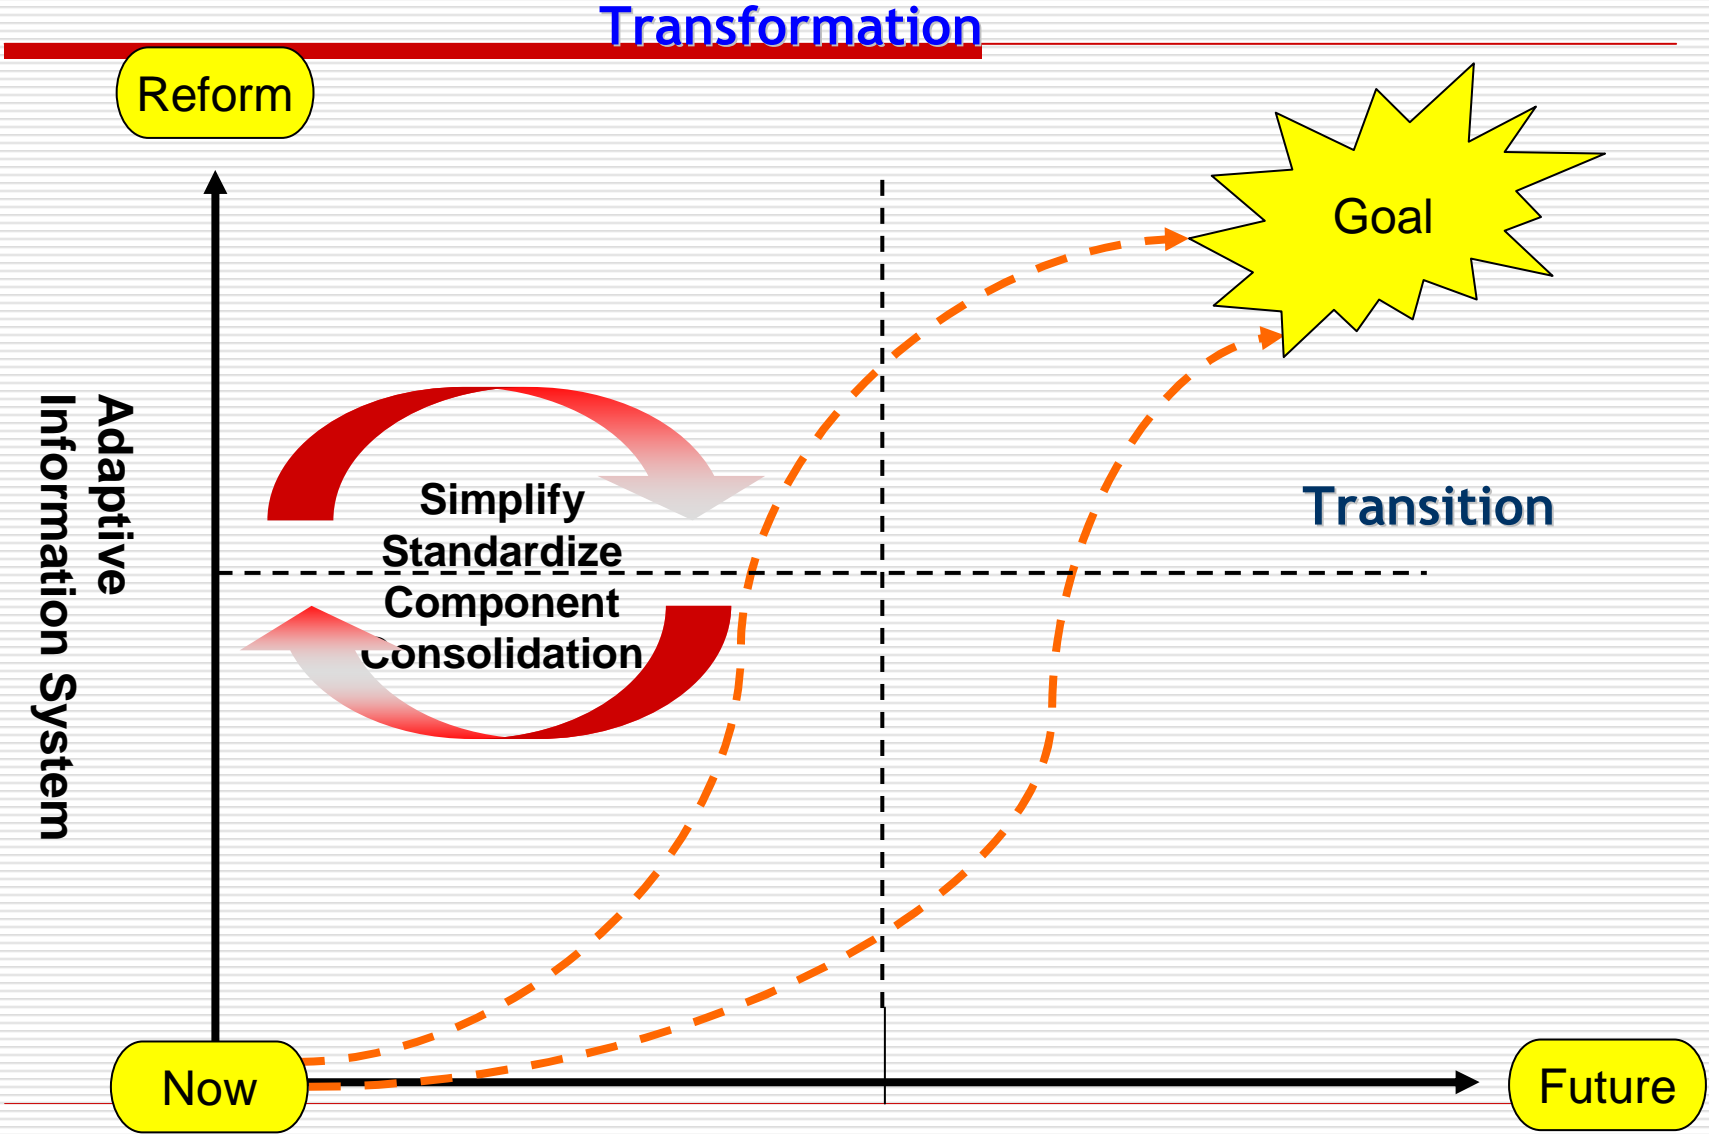 Transformation
Reform
Goal
Adaptive
Information System
Simplify
Standardize
Component
Consolidation
Transition
Now
Future